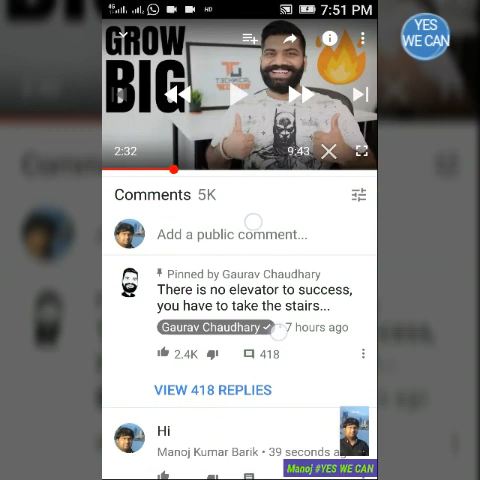 7:51 PM
YES
WE CAN
GROW
BIG
TECHNICAL
2:32
9:43
Comments 5K
Add a public comment...
Pinned by Gaurav Chaudhary
There is no elevator to success,
you have to take the stairs...
Gaurav Chaudhary 7 hours ago
2.4K 418
VIEW 418 REPLIES
Hi
Manoj Kumar Barik • 39 seconds a
Manoj #YES WE CAN